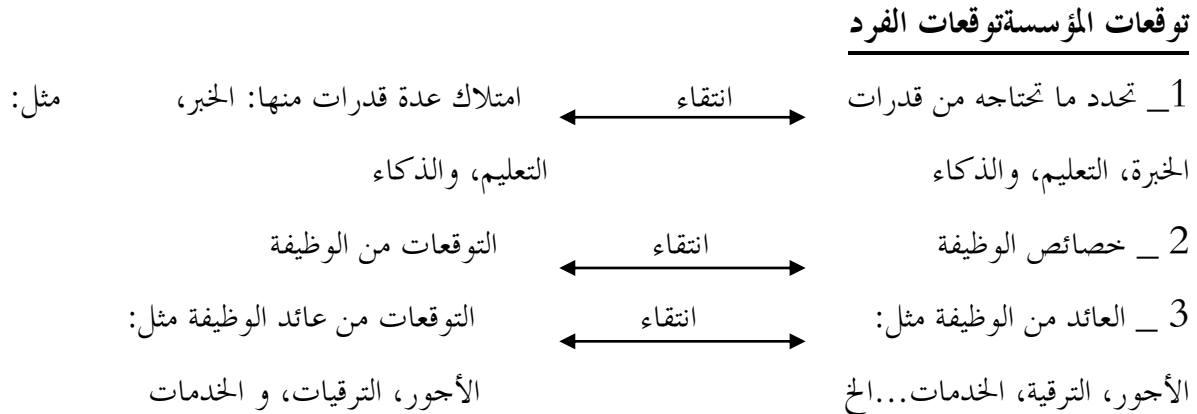 توقعات المؤسسةتوقعات الفرد
1_ تحدد ما تحتاجه من قدرات انتقاء امتلاك عدة قدرات منها: الخبر، مثل:
الخبرة، التعليم، والذكاء التعليم، والذكاء
2 _ خصائص الوظيفة انتقاء التوقعات من الوظيفة
3 _ العائد من الوظيفة مثل: انتقاء التوقعات من عائد الوظيفة مثل:
الأجور، الترقية، الخدمات...الخ الأجور، الترقيات، و الخدمات